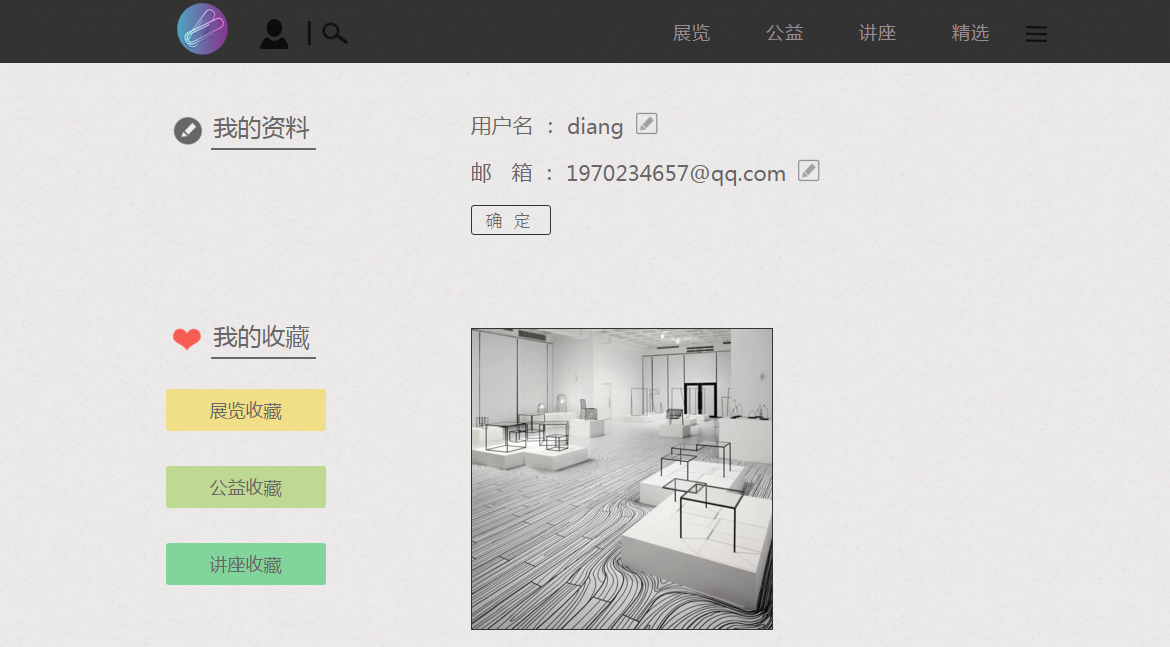 展览 公益 讲座 精选
我的资料
用户名 : diang
邮 箱 : 1970234657@qq.com
确 定
我的收藏
展览收藏
公益收藏
讲座收藏